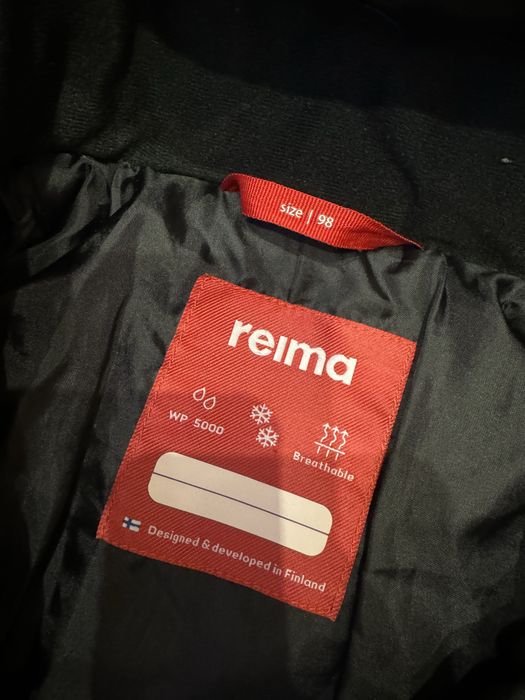 size | 98
reima
WP 5000
Breathable
Designed & developed in Finland